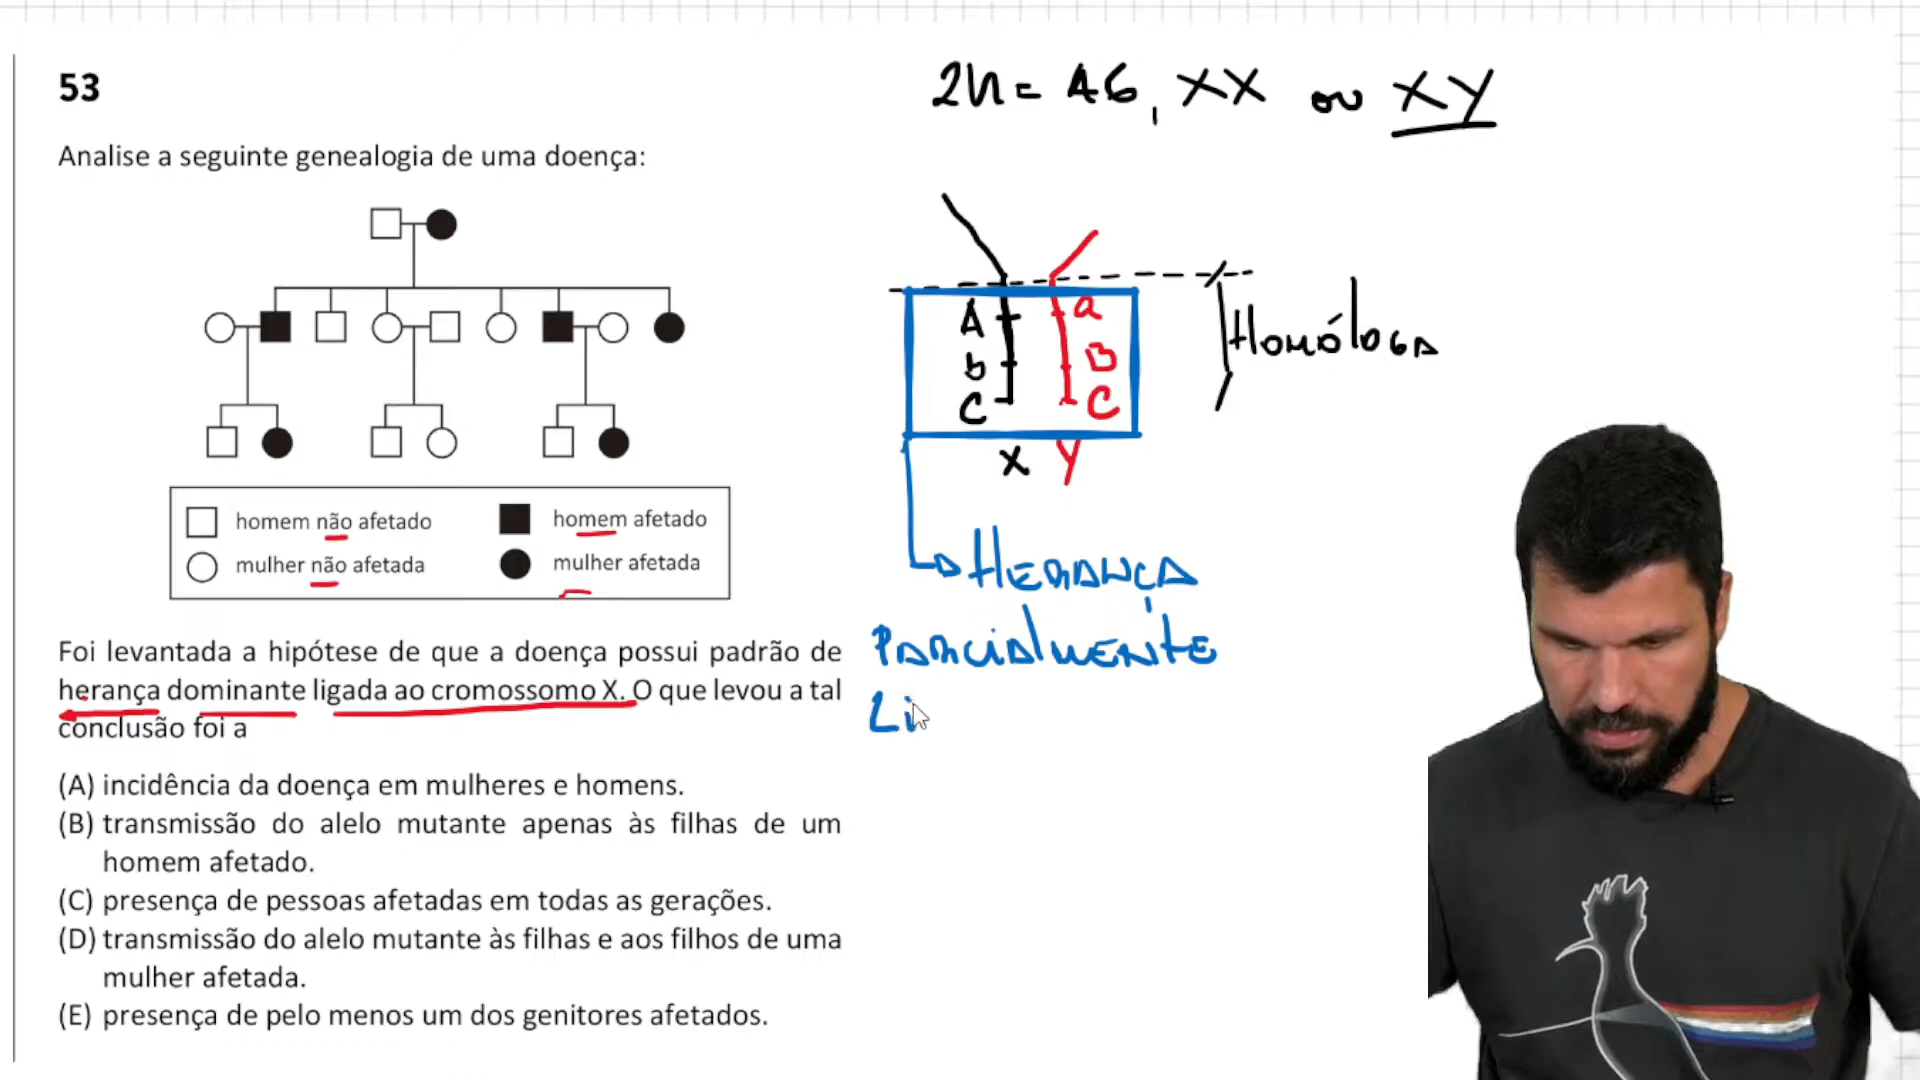 53
2n = 46, XX ou XY
Analise a seguinte genealogia de uma doença:
A a
b B
C C
Homóloga
X Y
homem não afetado homem afetado
mulher não afetada mulher afetada
Herança
Parcialmente
Li
Foi levantada a hipótese de que a doença possui padrão de
herança dominante ligada ao cromossomo X. O que levou a tal
conclusão foi a
(A) incidência da doença em mulheres e homens.
(B) transmissão do alelo mutante apenas às filhas de um
homem afetado.
(C) presença de pessoas afetadas em todas as gerações.
(D) transmissão do alelo mutante às filhas e aos filhos de uma
mulher afetada.
(E) presença de pelo menos um dos genitores afetados.